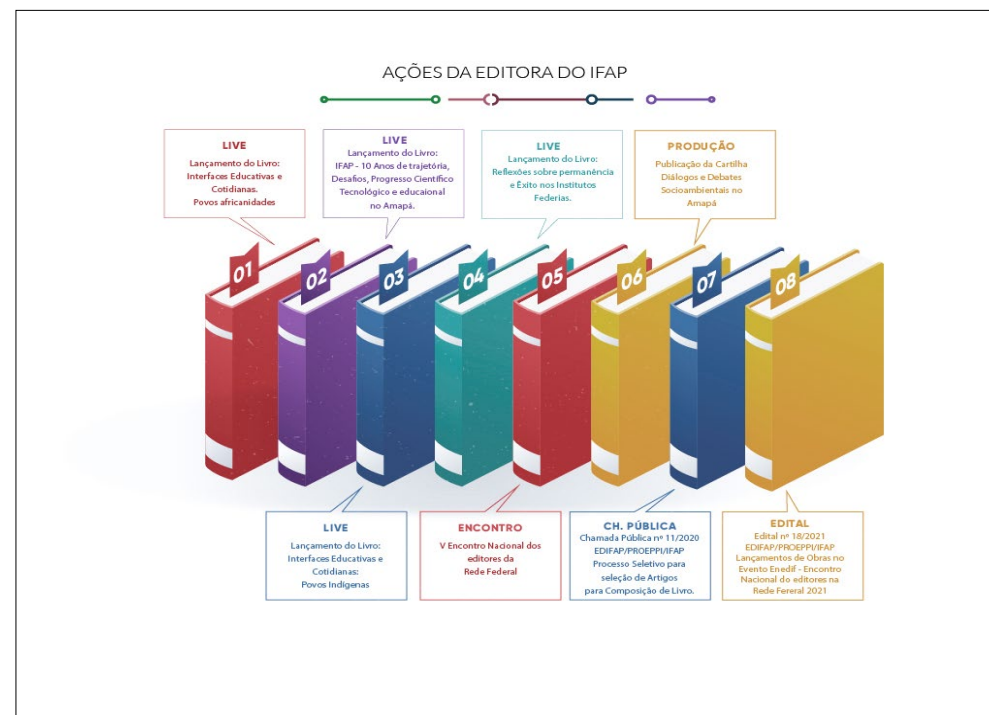 AÇÕES DA EDITORA DO IFAP
LIVE
Lançamento do Livro:
Interfaces Educativas e
Cotidianas.
Povos africanidades
LIVE
Lançamento do Livro:
IFAP - 10 Anos de trajetória,
Desafios, Progresso Científico
Tecnológico e educaional
no Amapá.
LIVE
Lançamento do Livro:
Reflexões sobre permanência
e Êxito nos Institutos
Federias.
PRODUÇÃO
Publicação da Cartilha
Diálogos e Debates
Socioambientais no
Amapá
01
02
03
04
05
06
07
08
LIVE
Lançamento do Livro:
Interfaces Educativas e
Cotidianas:
Povos Indígenas
ENCONTRO
V Encontro Nacional dos
editores da
Rede Federal
CH. PÚBLICA
Chamada Pública nº 11/2020
EDIFAP/PROEPPI/IFAP
Processo Seletivo para
seleção de Artigos
para Composição de Livro.
EDITAL
Edital nº 18/2021
EDIFAP/PROEPPI/IFAP
Lançamentos de Obras no
Evento Enedif - Encontro
Nacional do editores na
Rede Fereral 2021